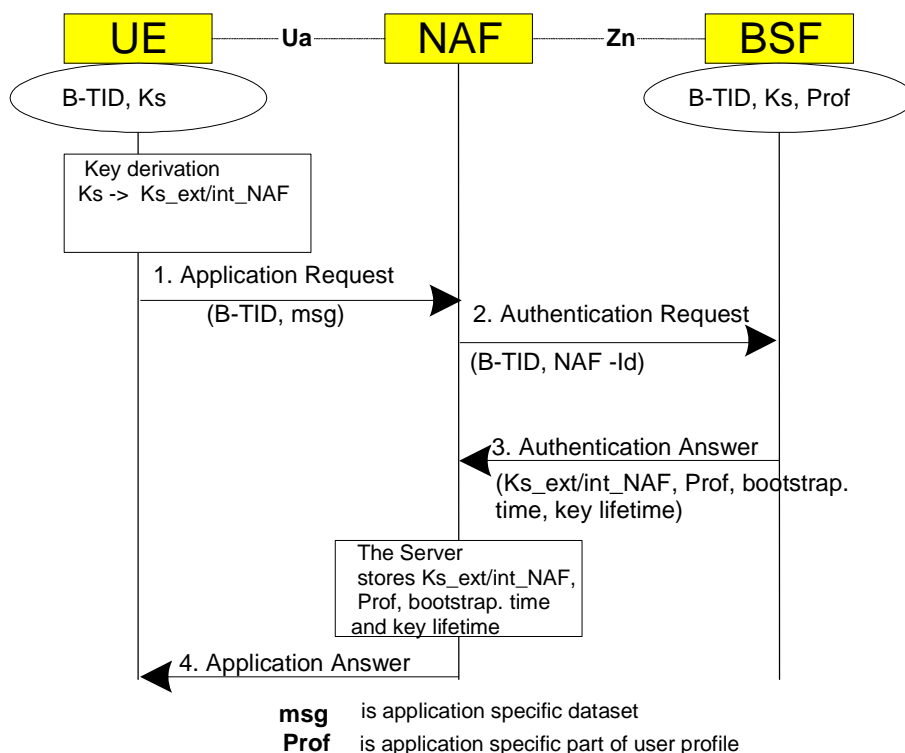 UE
Ua
NAF
Zn
BSF
B-TID, Ks
B-TID, Ks, Prof
Key derivation
Ks -> Ks_ext/int_NAF
1. Application Request
(B-TID, msg)
2. Authentication Request
(B-TID, NAF -Id)
3. Authentication Answer
(Ks_ext/int_NAF, Prof, bootstrap.
time, key lifetime)
The Server
stores Ks_ext/int_NAF,
Prof, bootstrap. time
and key lifetime
4. Application Answer
msg is application specific dataset
Prof is application specific part of user profile